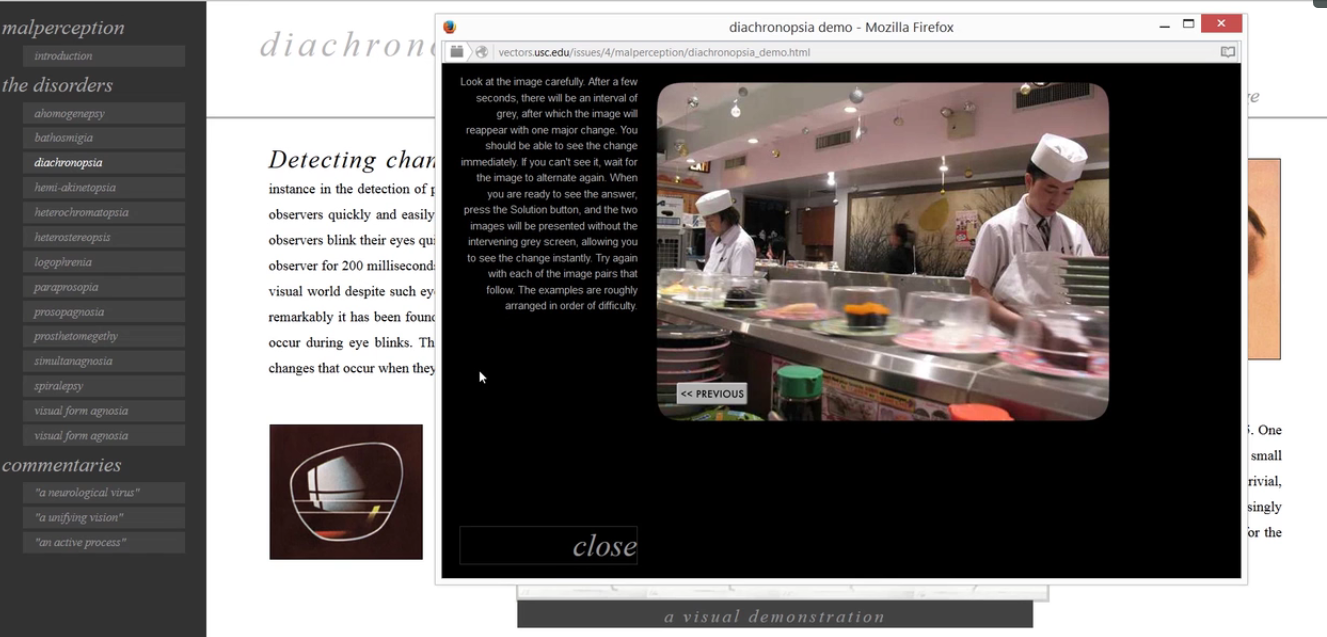 malperception
introduction
the disorders
ahomogenepsy
bathosmigia
diachronopsia
hemi-akinetopsia
heterochromatopsia
heterostereopsis
logophrenia
paraprosopia
prosopagnosia
prosthetomegethy
simultanagnosia
spiralepsy
visual form agnosia
visual form agnosia
commentaries
"a neurological virus"
"a unifying vision"
"an active process"
diachrono
Detecting chan
instance in the detection of p
observers quickly and easily
observers blink their eyes qui
observer for 200 milliseconds
visual world despite such eye
remarkably it has been found
occur during eye blinks. Th
changes that occur when they
diachronopsia demo - Mozilla Firefox
vectors.usc.edu/issues/4/malperception/diachronopsia_demo.html
Look at the image carefully. After a few
seconds, there will be an interval of
grey, after which the image will
reappear with one major change. You
should be able to see the change
immediately. If you can't see it, wait for
the image to alternate again. When
you are ready to see the answer,
press the Solution button, and the two
images will be presented without the
intervening grey screen, allowing you
to see the change instantly. Try again
with each of the image pairs that
follow. The examples are roughly
arranged in order of difficulty.
<< PREVIOUS
close
ve
One
small
rivial,
singly
for the
a visual demonstration